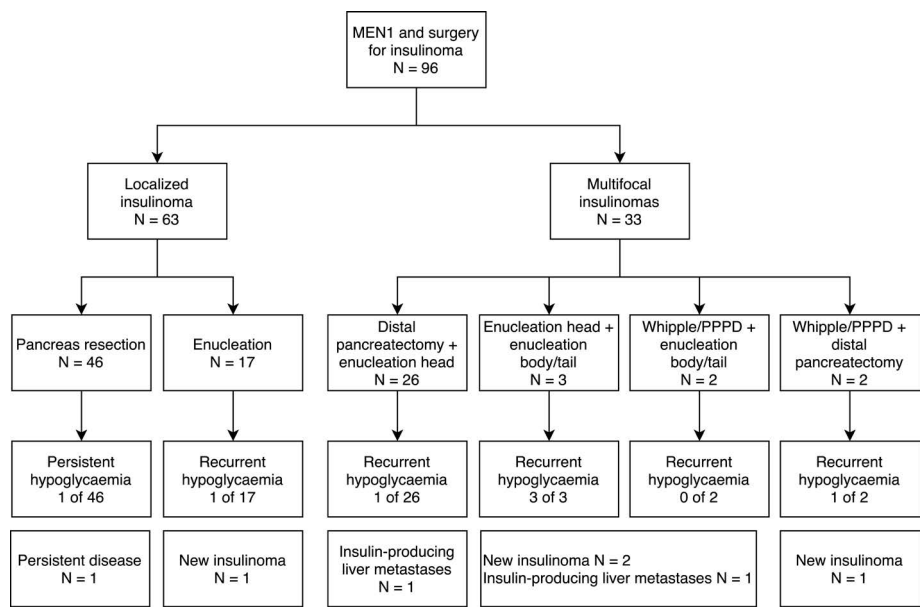 MEN1 and surgery
for insulinoma
N = 96
Localized
insulinoma
N = 63
Multifocal
insulinomas
N = 33
Pancreas resection
N = 46
Enucleation
N = 17
Distal
pancreatectomy +
enucleation head
N = 26
Enucleation head +
enucleation
body/tail
N = 3
Whipple/PPPD +
enucleation
body/tail
N = 2
Whipple/PPPD +
distal
pancreatectomy
N = 2
Persistent
hypoglycaemia
1 of 46
Recurrent
hypoglycaemia
1 of 17
Recurrent
hypoglycaemia
1 of 26
Recurrent
hypoglycaemia
3 of 3
Recurrent
hypoglycaemia
0 of 2
Recurrent
hypoglycaemia
1 of 2
Persistent disease
N = 1
New insulinoma
N = 1
Insulin-producing
liver metastases
N = 1
New insulinoma N = 2
Insulin-producing liver metastases N = 1
New insulinoma
N = 1